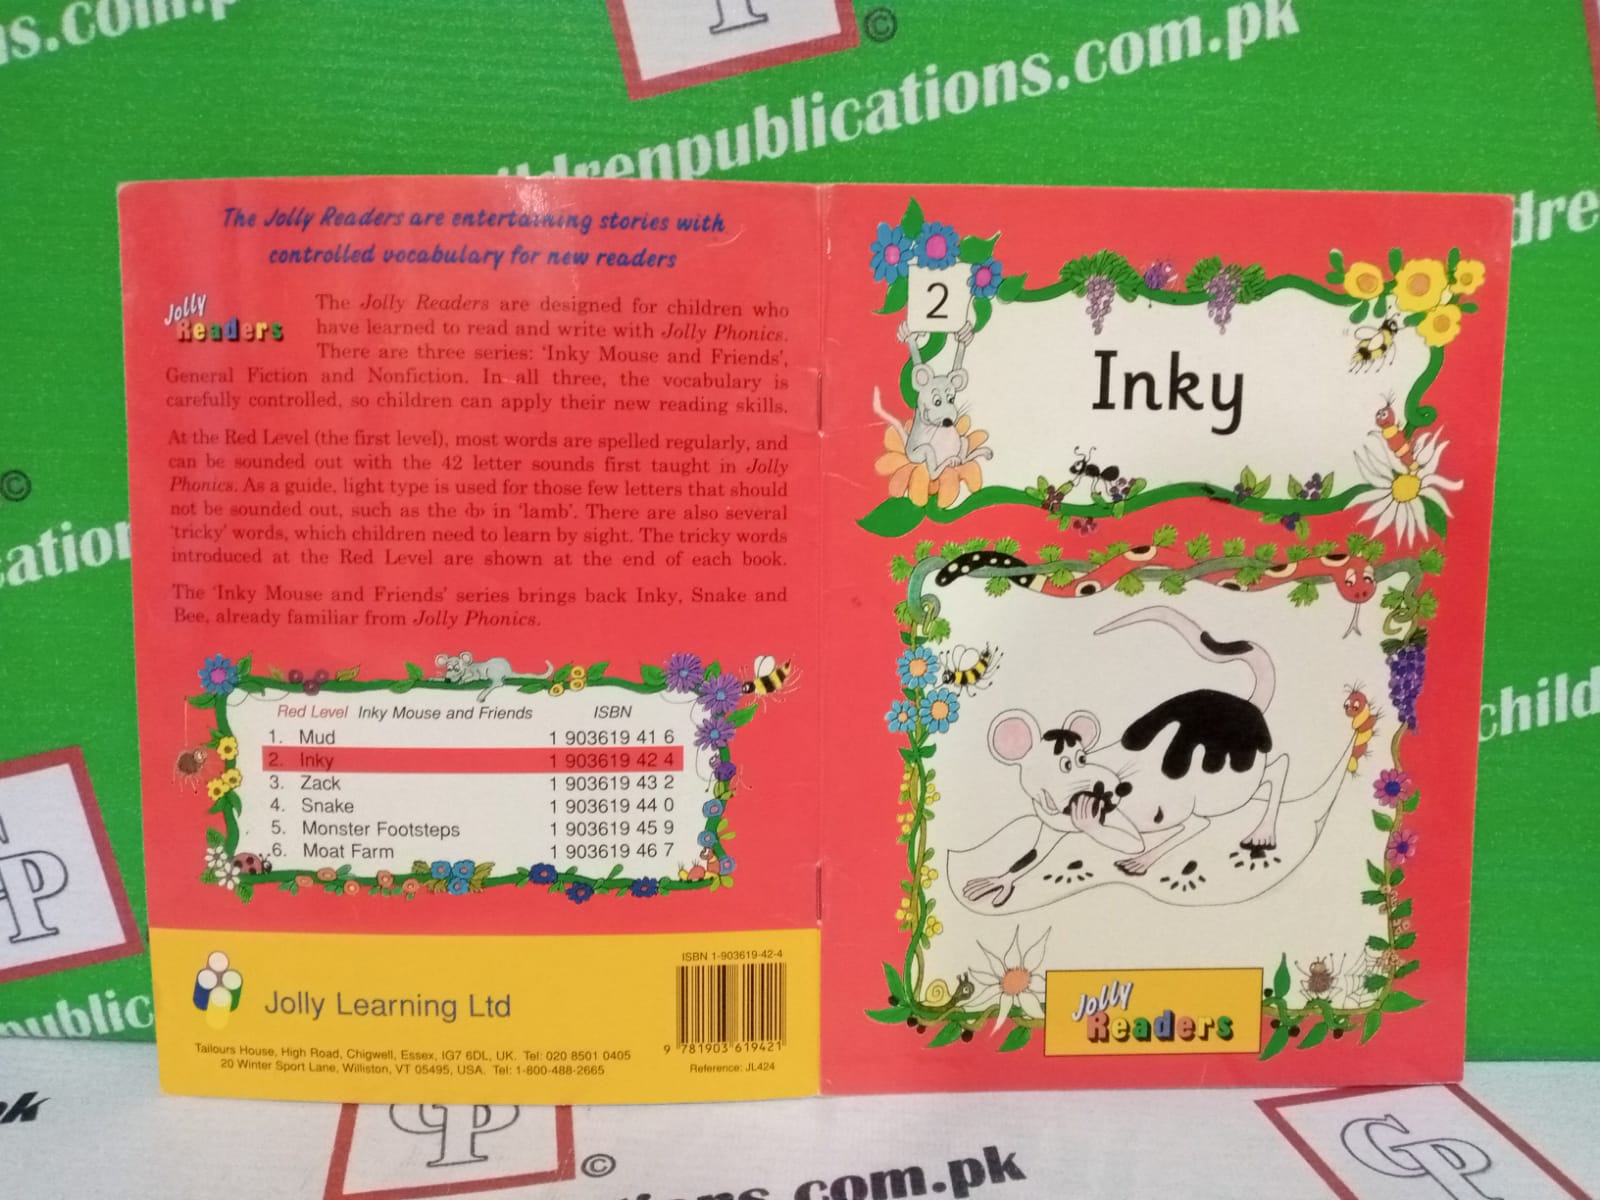 ns.com.pk
ldrenpublications.com.pk
©
The Jolly Readers are entertaining stories with
controlled vocabulary for new readers
Jolly
Readers
The Jolly Readers are designed for children who
have learned to read and write with Jolly Phonics.
There are three series: ‘Inky Mouse and Friends’,
General Fiction and Nonfiction. In all three, the vocabulary is
carefully controlled, so children can apply their new reading skills.
At the Red Level (the first level), most words are spelled regularly, and
can be sounded out with the 42 letter sounds first taught in Jolly
Phonics. As a guide, light type is used for those few letters that should
not be sounded out, such as the ‹b› in ‘lamb’. There are also several
‘tricky’ words, which children need to learn by sight. The tricky words
introduced at the Red Level are shown at the end of each book.
The ‘Inky Mouse and Friends’ series brings back Inky, Snake and
Bee, already familiar from Jolly Phonics.
Red Level Inky Mouse and Friends ISBN
1. Mud 1 903619 41 6
2. Inky 1 903619 42 4
3. Zack 1 903619 43 2
4. Snake 1 903619 44 0
5. Monster Footsteps 1 903619 45 9
6. Moat Farm 1 903619 46 7
Jolly Learning Ltd
Tailours House, High Road, Chigwell, Essex, IG7 6DL, UK. Tel: 020 8501 0405
20 Winter Sport Lane, Williston, VT 05495, USA. Tel: 1-800-488-2665
ISBN 1-903619-42-4
9 781903 619421
Reference: JL424
2
Inky
Jolly
Readers
©
dre
cation
child
public
CP
.pk
CP
©
ons.com.pk
CP